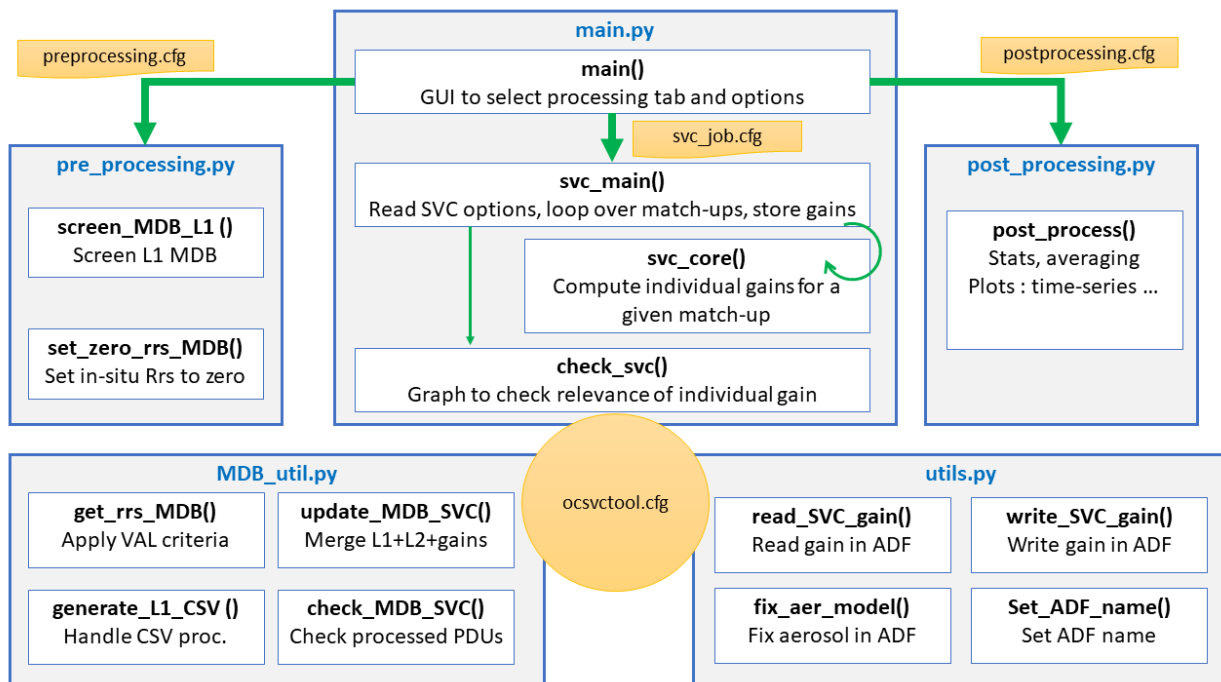 main.py
preprocessing.cfg
postprocessing.cfg
main()
GUI to select processing tab and options
svc_job.cfg
pre_processing.py
screen_MDB_L1 ()
Screen L1 MDB
set_zero_rrs_MDB()
Set in-situ Rrs to zero
svc_main()
Read SVC options, loop over match-ups, store gains
svc_core()
Compute individual gains for a
given match-up
check_svc()
Graph to check relevance of individual gain
post_processing.py
post_process()
Stats, averaging
Plots : time-series ...
MDB_util.py
get_rrs_MDB()
Apply VAL criteria
update_MDB_SVC()
Merge L1+L2+gains
generate_L1_CSV ()
Handle CSV proc.
check_MDB_SVC()
Check processed PDUs
ocsvctool.cfg
utils.py
read_SVC_gain()
Read gain in ADF
write_SVC_gain()
Write gain in ADF
fix_aer_model()
Fix aerosol in ADF
Set_ADF_name()
Set ADF name